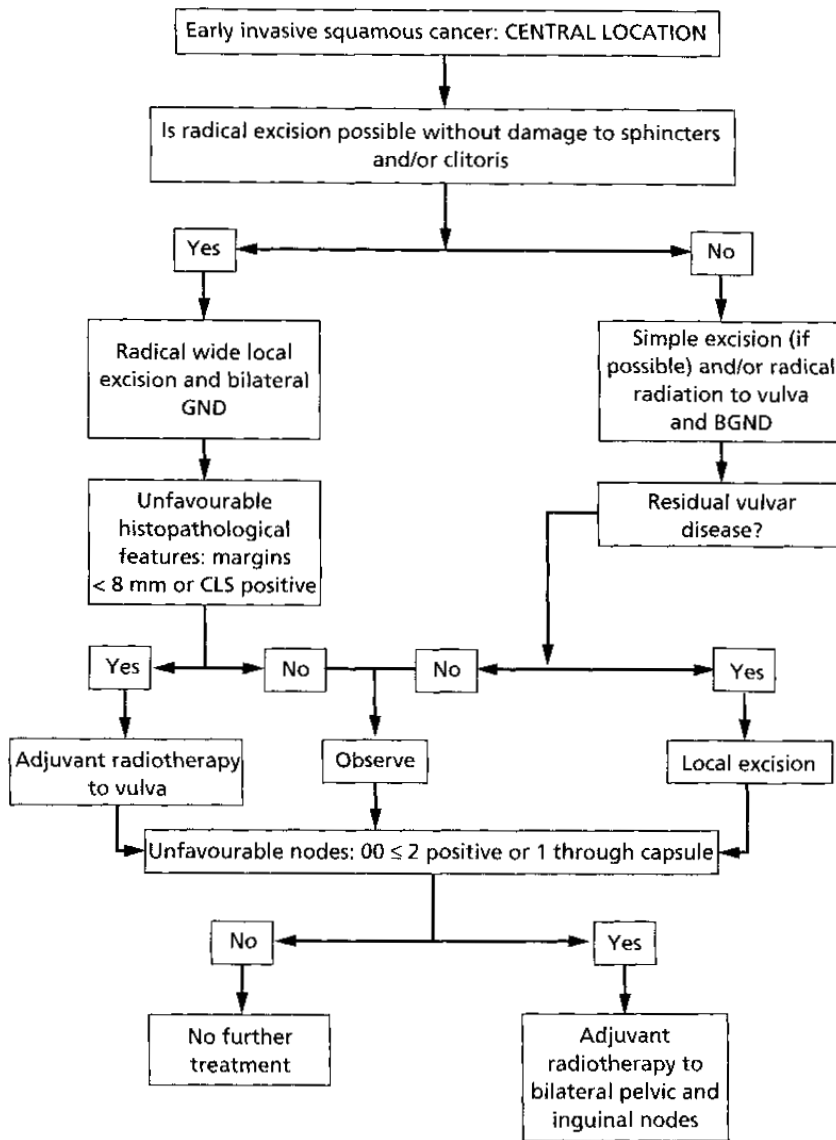 Early invasive squamous cancer: CENTRAL LOCATION
Is radical excision possible without damage to sphincters
and/or clitoris
Yes
No
Radical wide local
excision and bilateral
GND
Simple excision (if
possible) and/or radical
radiation to vulva
and BGND
Unfavourable
histopathological
features: margins
< 8 mm or CLS positive
Residual vulvar
disease?
Yes
No
No
Yes
Adjuvant radiotherapy
to vulva
Observe
Local excision
Unfavourable nodes: 00 ≤ 2 positive or 1 through capsule
No
Yes
No further
treatment
Adjuvant
radiotherapy to
bilateral pelvic and
inguinal nodes